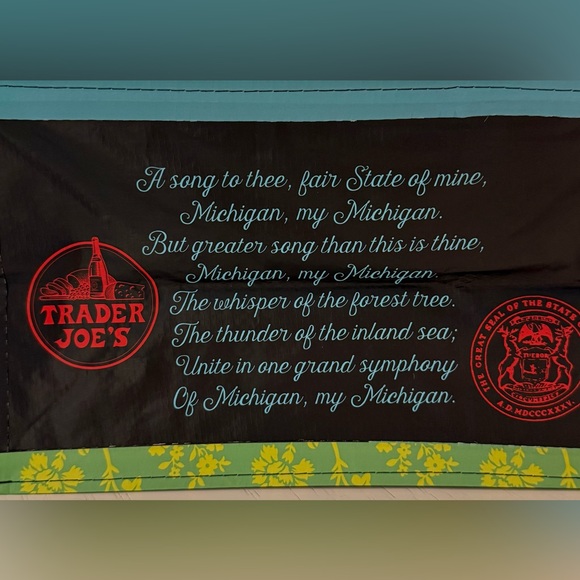 A song to thee, fair State of mine,
Michigan, my Michigan.
But greater song than this is thine,
Michigan, my Michigan.
The whisper of the forest tree.
The thunder of the inland sea;
Unite in one grand symphony
Of Michigan, my Michigan.
TRADER
JOE'S
THE GREAT SEAL OF THE STATE
TUEBOR
A.D. MDCCCXXXV.